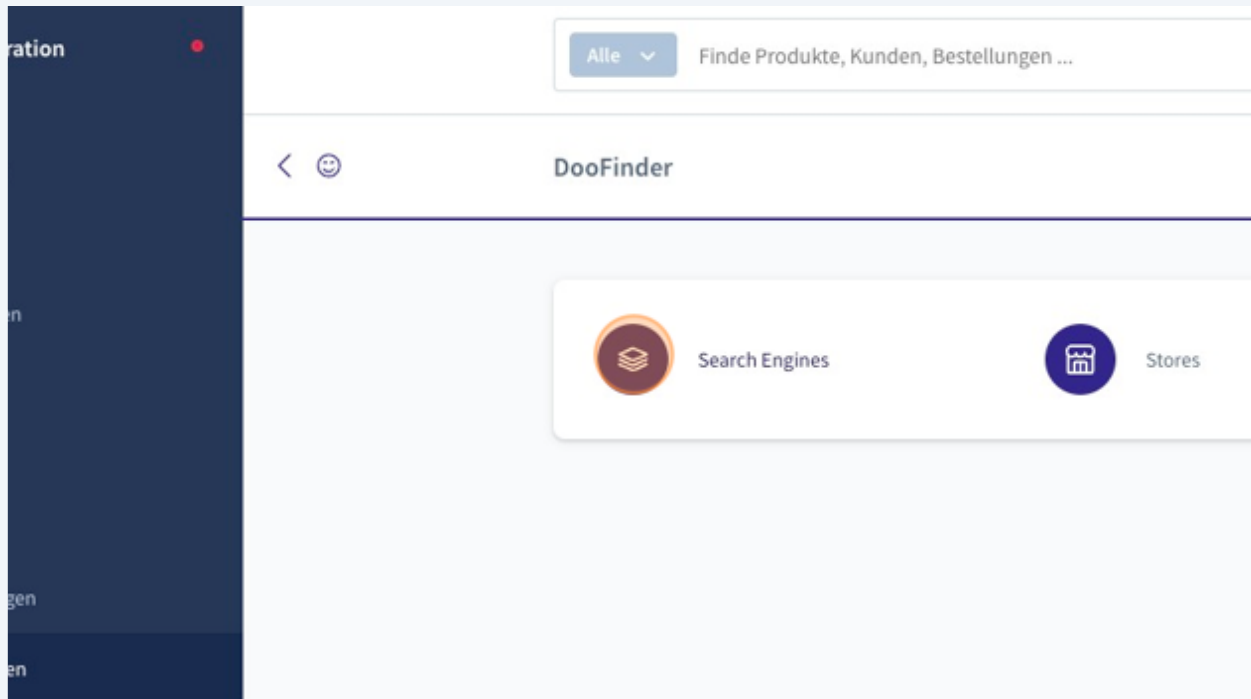 ration
Alle
Finde Produkte, Kunden, Bestellungen ...
DooFinder
en
Search Engines
Stores
gen
en